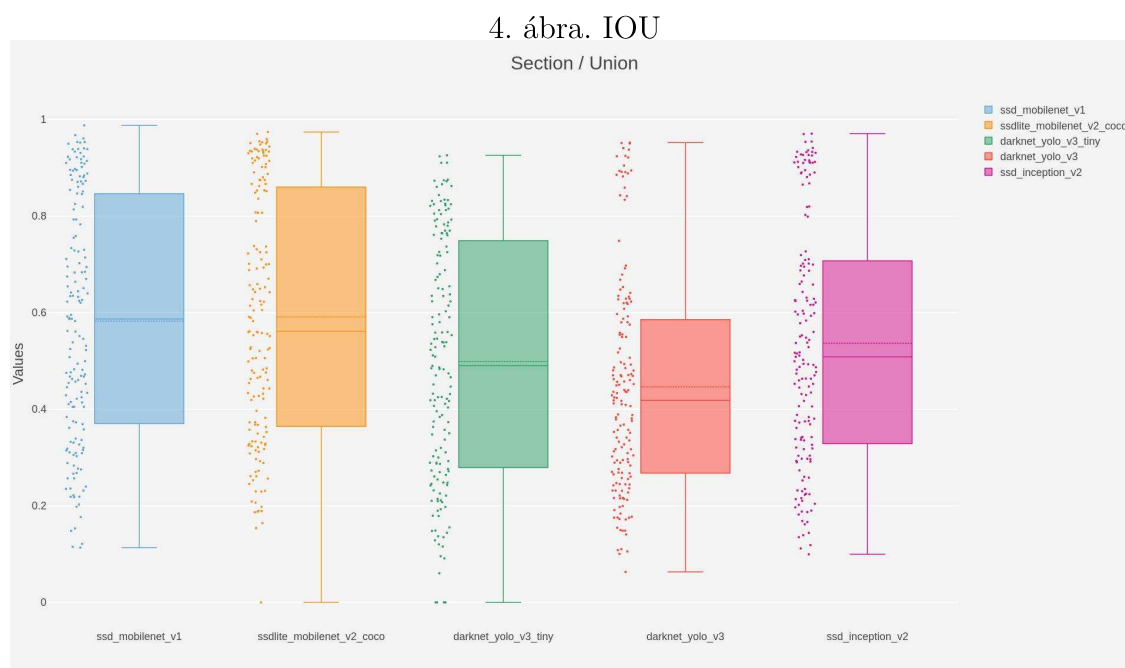 4. ábra. IOU
Section / Union
ssd_mobilenet_v1
ssdlite_mobilenet_v2_coco
darknet_yolo_v3_tiny
darknet_yolo_v3
ssd_inception_v2
Values
1
0.8
0.6
0.4
0.2
0
ssd_mobilenet_v1
ssdlite_mobilenet_v2_coco
darknet_yolo_v3_tiny
darknet_yolo_v3
ssd_inception_v2